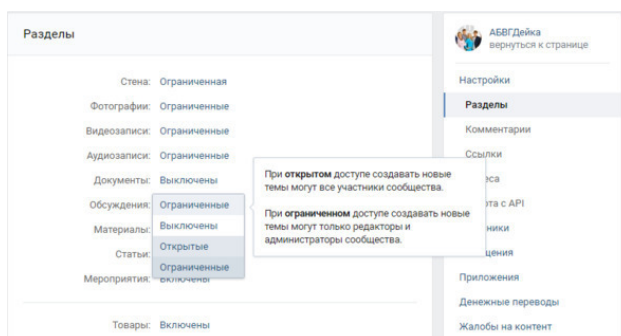 Разделы
Стена: Ограниченная
Фотографии: Ограниченные
Видеозаписи: Ограниченные
Аудиозаписи: Ограниченные
Документы: Выключены
Обсуждения: Ограниченные
Выключены
Открытые
Ограниченные
Материалы:
Статьи:
Мероприятия: Включены
Товары: Включены
При открытом доступе создавать новые
темы могут все участники сообщества.
При ограниченном доступе создавать новые
темы могут только редакторы и
администраторы сообщества.
АБВГДейка
вернуться к странице
Настройки
Разделы
Комментарии
Ссылки
Приложения
Денежные переводы
Жалобы на контент